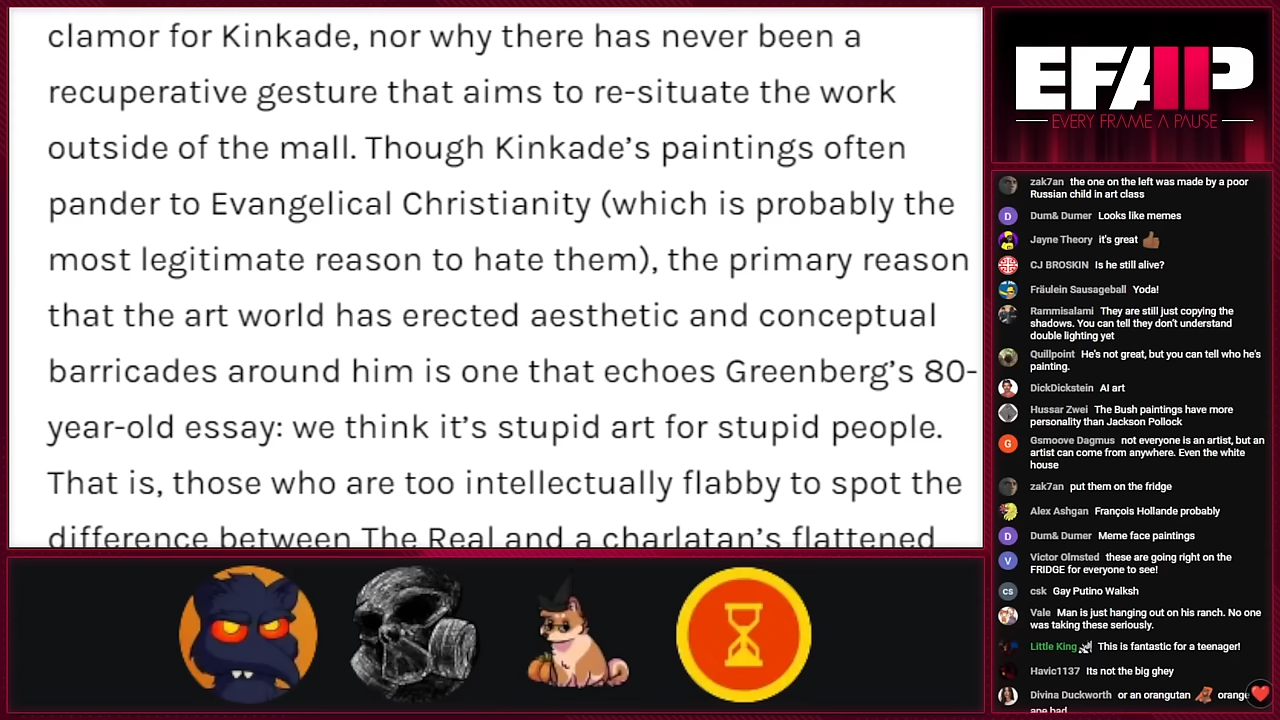 clamor for Kinkade, nor why there has never been a
recuperative gesture that aims to re-situate the work
outside of the mall. Though Kinkade’s paintings often
pander to Evangelical Christianity (which is probably the
most legitimate reason to hate them), the primary reason
that the art world has erected aesthetic and conceptual
barricades around him is one that echoes Greenberg’s 80-
year-old essay: we think it’s stupid art for stupid people.
That is, those who are too intellectually flabby to spot the
difference between The Real and a charlatan’s flattened
EFAP
EVERY FRAME A PAUSE
zak7an the one on the left was made by a poor
Russian child in art class
D Dum& Dumer Looks like memes
Jayne Theory it's great 👍🏾
CJ BROSKIN Is he still alive?
Fräulein Sausageball Yoda!
Rammisalami They are still just copying the
shadows. You can tell they don't understand
double lighting yet
Quillpoint He's not great, but you can tell who he's
painting.
DickDickstein AI art
Hussar Zwei The Bush paintings have more
personality than Jackson Pollock
G Gsmoove Dagmus not everyone is an artist, but an
artist can come from anywhere. Even the white
house
zak7an put them on the fridge
Alex Ashgan François Hollande probably
D Dum& Dumer Meme face paintings
V Victor Olmsted these are going right on the
FRIDGE for everyone to see!
CS csk Gay Putino Walksh
Vale Man is just hanging out on his ranch. No one
was taking these seriously.
Little King This is fantastic for a teenager!
Havic1137 Its not the big ghey
Divina Duckworth or an orangutan 🦧 orange
ape bad